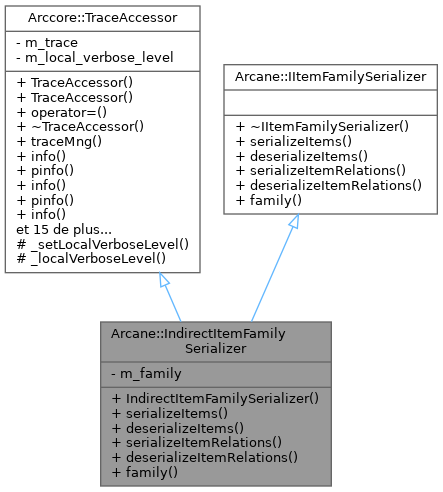 Arccore::TraceAccessor
- m_trace
- m_local_verbose_level
+ TraceAccessor()
+ TraceAccessor()
+ operator=()
+ ~TraceAccessor()
+ traceMng()
+ info()
+ pinfo()
+ info()
+ pinfo()
+ info()
et 15 de plus...
# _setLocalVerboseLevel()
# _localVerboseLevel()
Arcane::IItemFamilySerializer
+ ~IItemFamilySerializer()
+ serializeItems()
+ deserializeItems()
+ serializeItemRelations()
+ deserializeItemRelations()
+ family()
Arcane::IndirectItemFamily
Serializer
- m_family
+ IndirectItemFamilySerializer()
+ serializeItems()
+ deserializeItems()
+ serializeItemRelations()
+ deserializeItemRelations()
+ family()